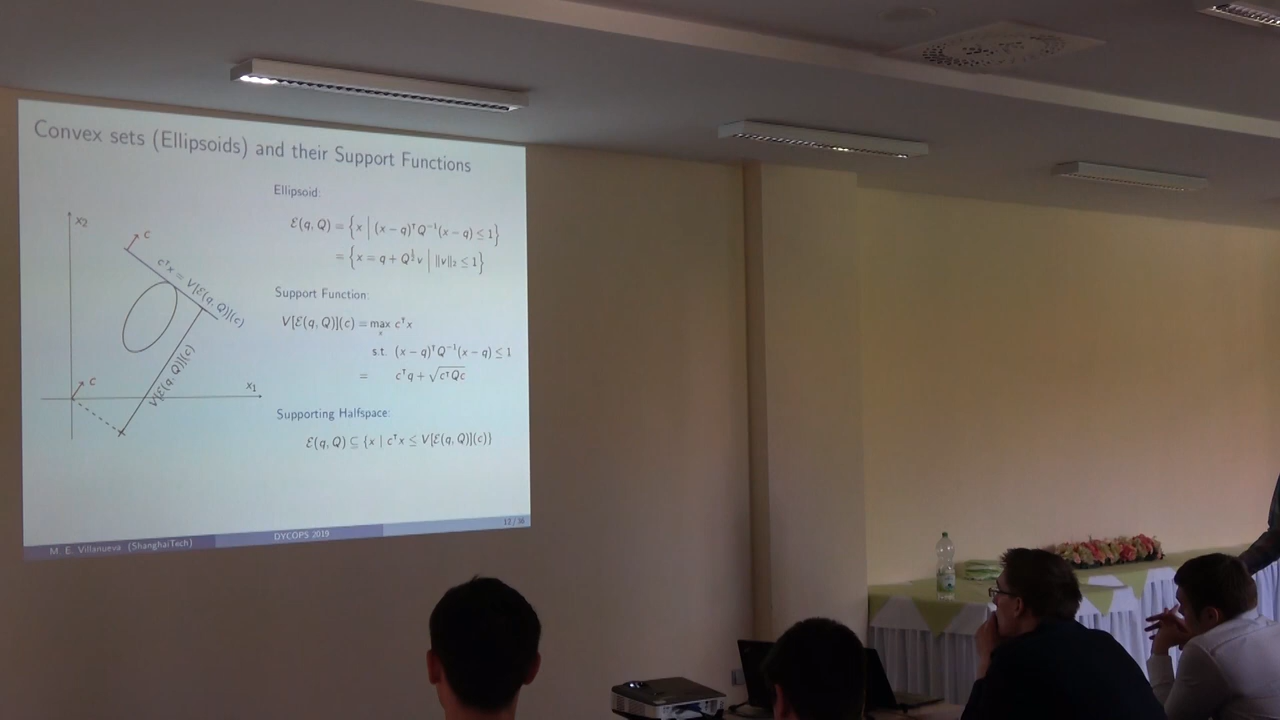 Convex sets (Ellipsoids) and their Support Functions
Ellipsoid:
ℰ(q, Q) = {x | (x − q)ᵀQ⁻¹(x − q) ≤ 1}
= {x = q + Q^½ v | ‖v‖₂ ≤ 1}
Support Function:
V[ℰ(q, Q)](c) = max cᵀx
x
s.t. (x − q)ᵀQ⁻¹(x − q) ≤ 1
= cᵀq + √(cᵀQc)
Supporting Halfspace:
ℰ(q, Q) ⊆ {x | cᵀx ≤ V[ℰ(q, Q)](c)}
x₂
c
cᵀx = V[ℰ(q, Q)](c)
V[ℰ(q, Q)](c)
c
x₁
12 / 36
M. E. Villanueva (ShanghaiTech)
DYCOPS 2019